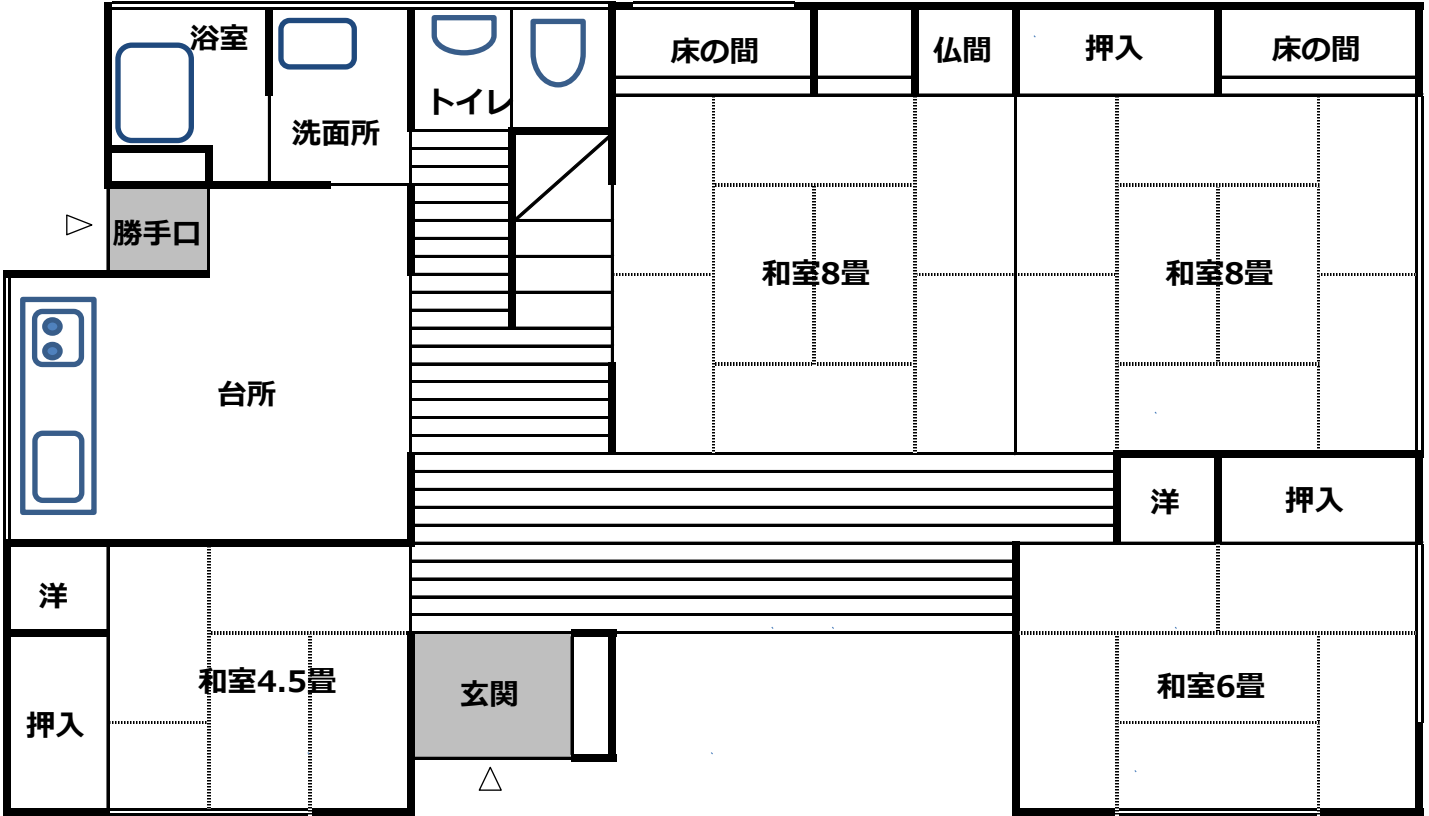 浴室
床の間
仏間
押入
床の間
トイレ
洗面所
勝手口
和室8畳
和室8畳
台所
洋
押入
洋
和室4.5畳
玄関
和室6畳
押入